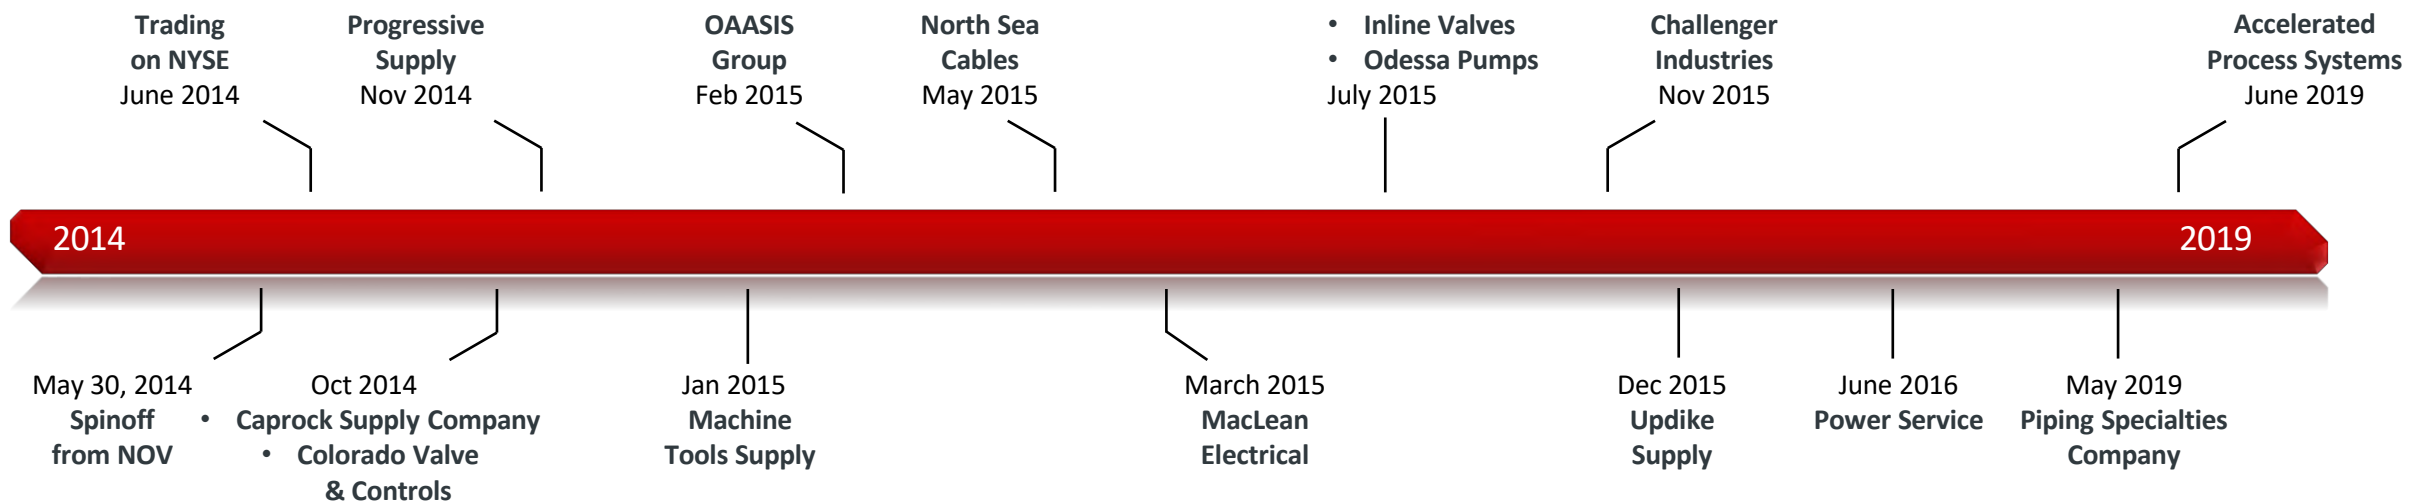 Trading
on NYSE
June 2014
Progressive
Supply
Nov 2014
OAASIS
Group
Feb 2015
North Sea
Cables
May 2015
• Inline Valves
• Odessa Pumps
July 2015
Challenger
Industries
Nov 2015
Accelerated
Process Systems
June 2019
2014
2019
May 30, 2014
Spinoff
from NOV
Oct 2014
• Caprock Supply Company
• Colorado Valve
& Controls
Jan 2015
Machine
Tools Supply
March 2015
MacLean
Electrical
Dec 2015
Updike
Supply
June 2016
Power Service
May 2019
Piping Specialties
Company